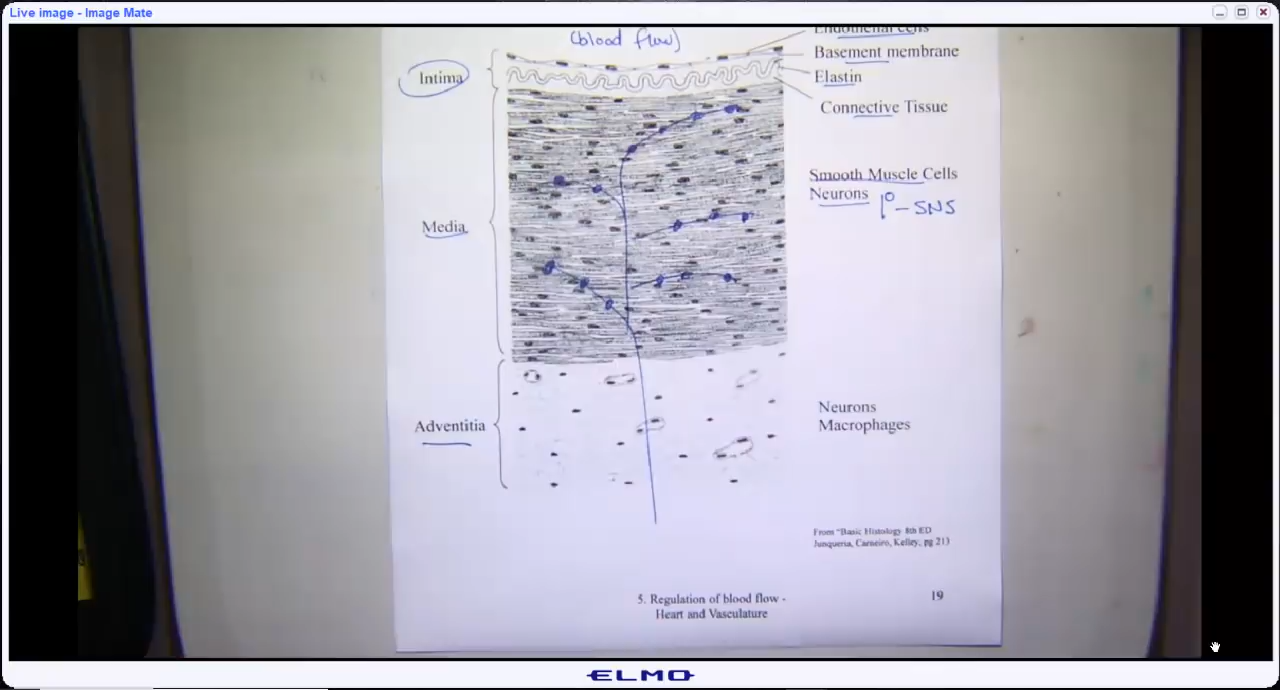 Live image - Image Mate
(blood flow)
Endothelial cells
Basement membrane
Intima
Elastin
Connective Tissue
Smooth Muscle Cells
Neurons 1° - SNS
Media
Neurons
Adventitia
Macrophages
From "Basic Histology 8th ED
Junqueria, Carneiro, Kelley, pg 213
5. Regulation of blood flow -
Heart and Vasculature
19
ELMO